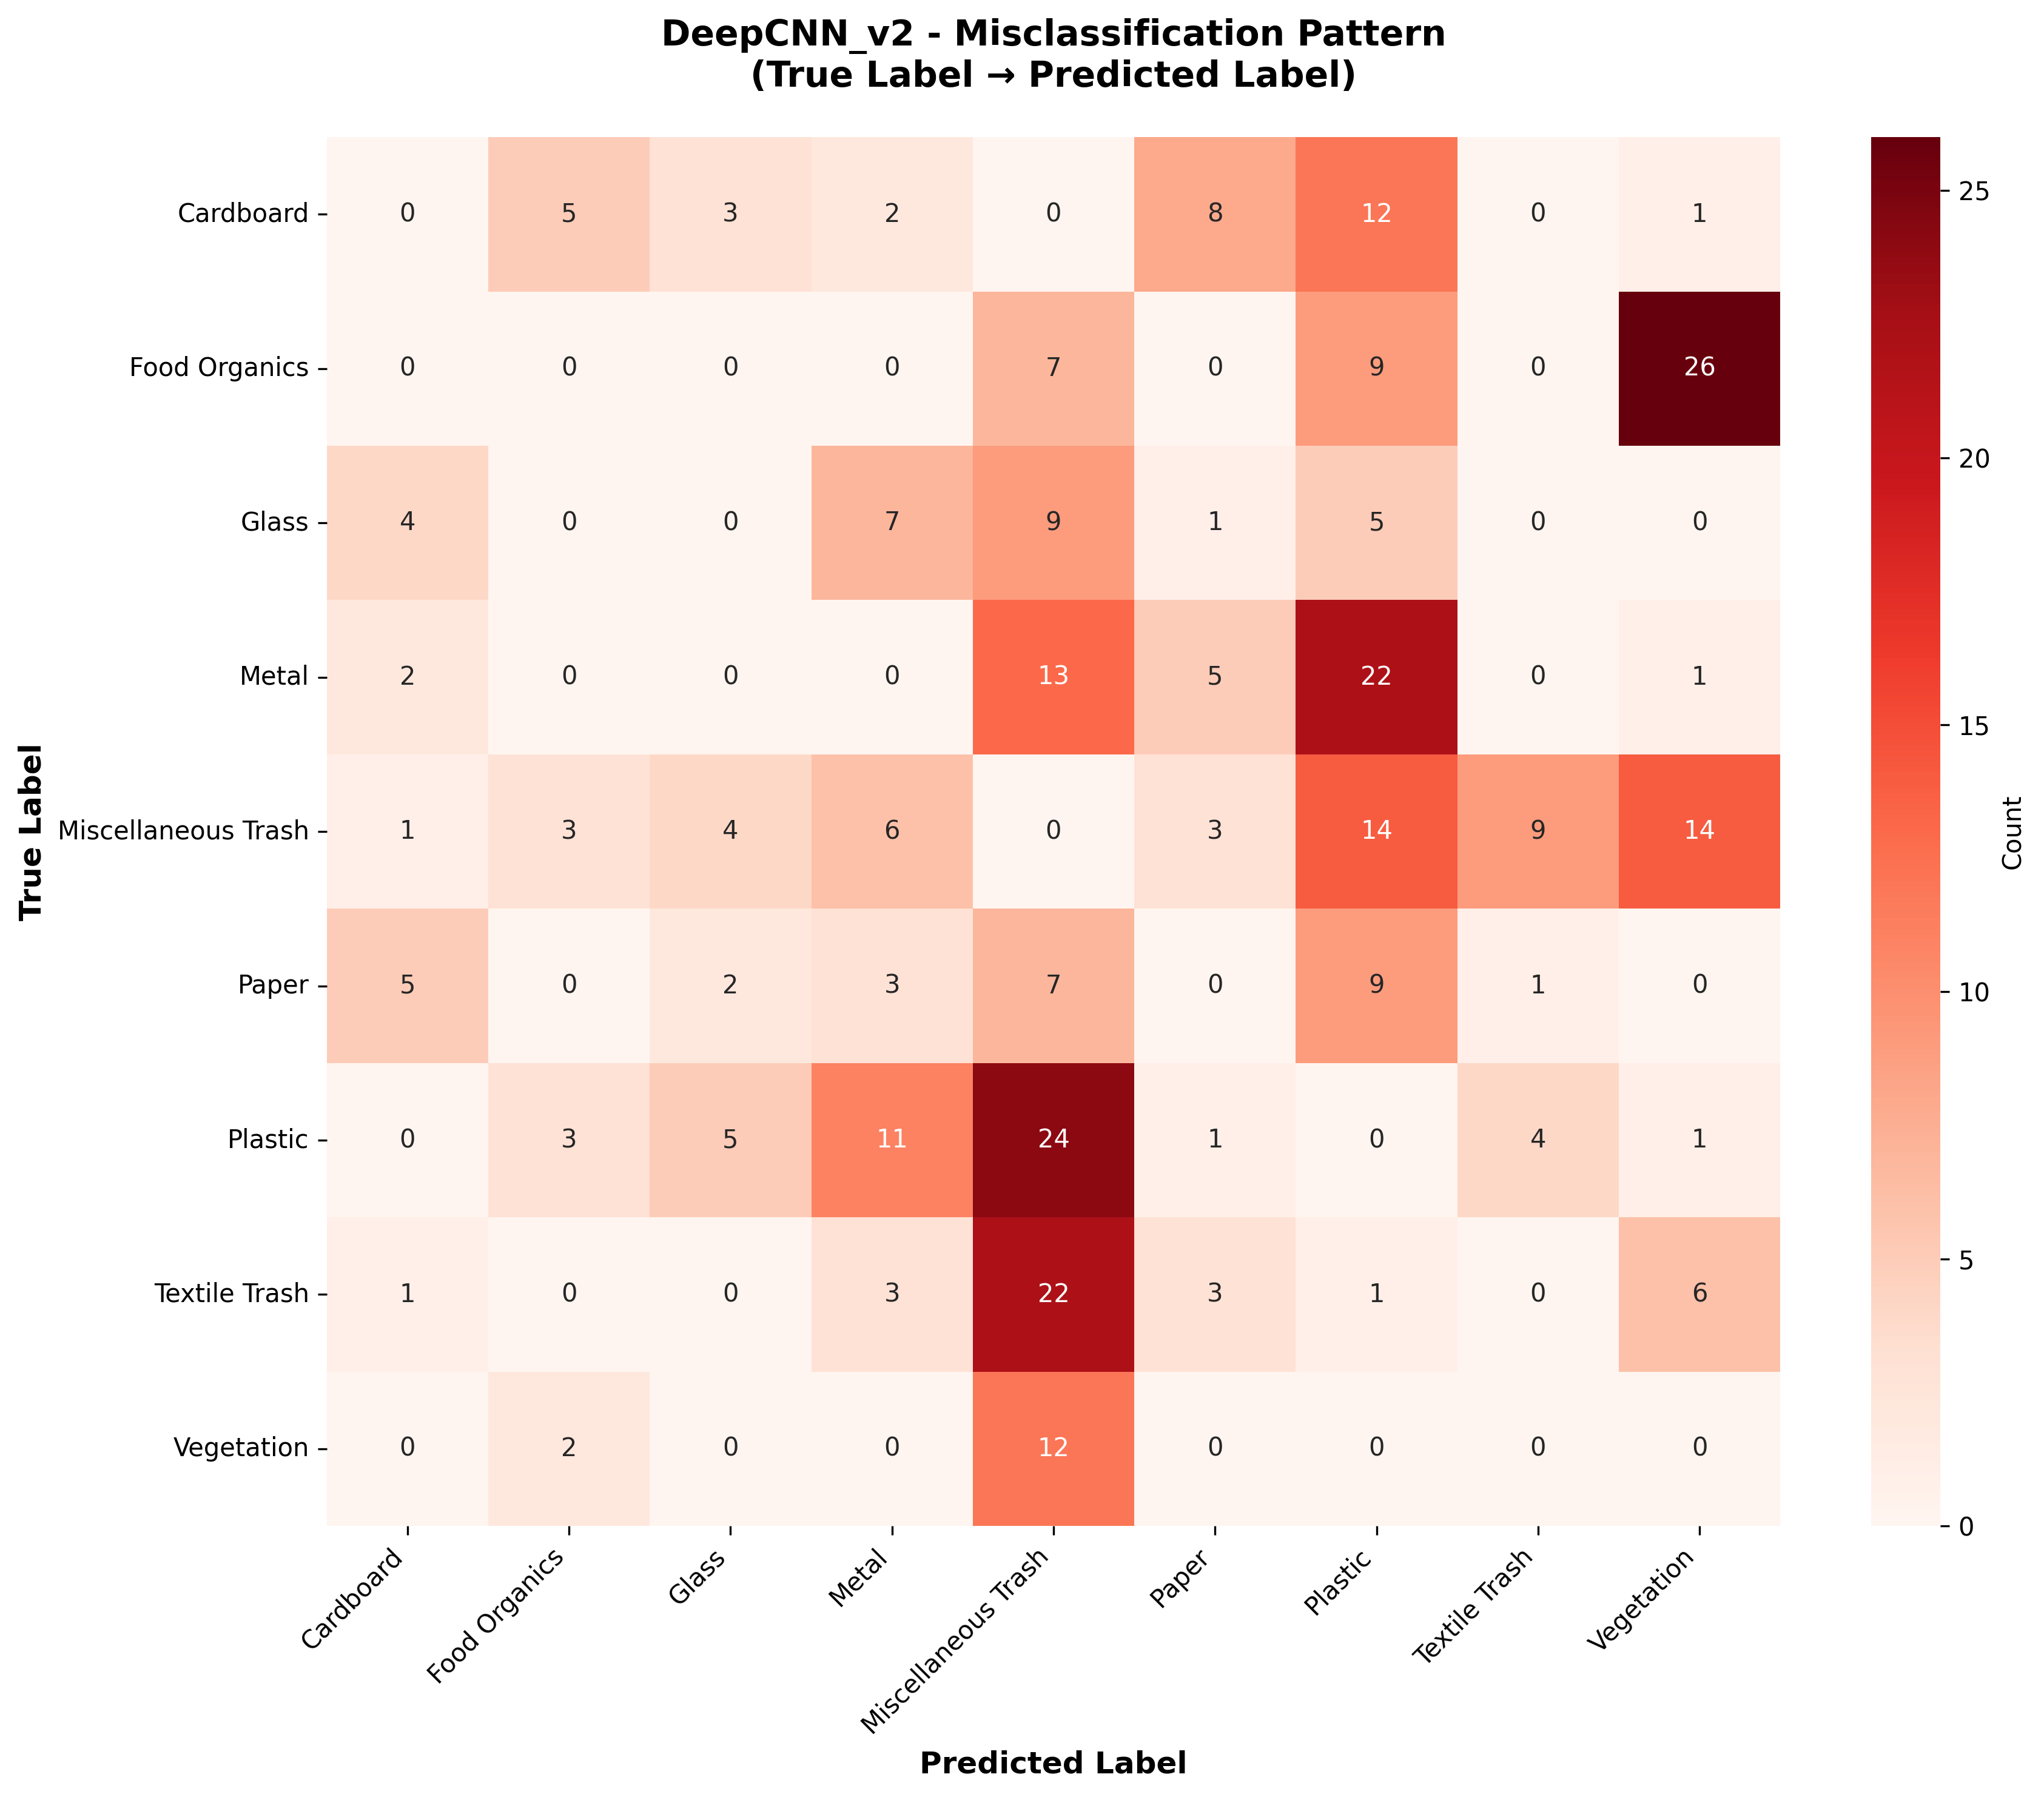 DeepCNN_v2 - Misclassification Pattern
(True Label → Predicted Label)
Cardboard 0 5 3 2 0 8 12 0 1
Food Organics 0 0 0 0 7 0 9 0 26
Glass 4 0 0 7 9 1 5 0 0
Metal 2 0 0 0 13 5 22 0 1
Miscellaneous Trash 1 3 4 6 0 3 14 9 14
Paper 5 0 2 3 7 0 9 1 0
Plastic 0 3 5 11 24 1 0 4 1
Textile Trash 1 0 0 3 22 3 1 0 6
Vegetation 0 2 0 0 12 0 0 0 0
True Label
Cardboard Food Organics Glass Metal Miscellaneous Trash Paper Plastic Textile Trash Vegetation
Predicted Label
25
20
15
10
5
0
Count